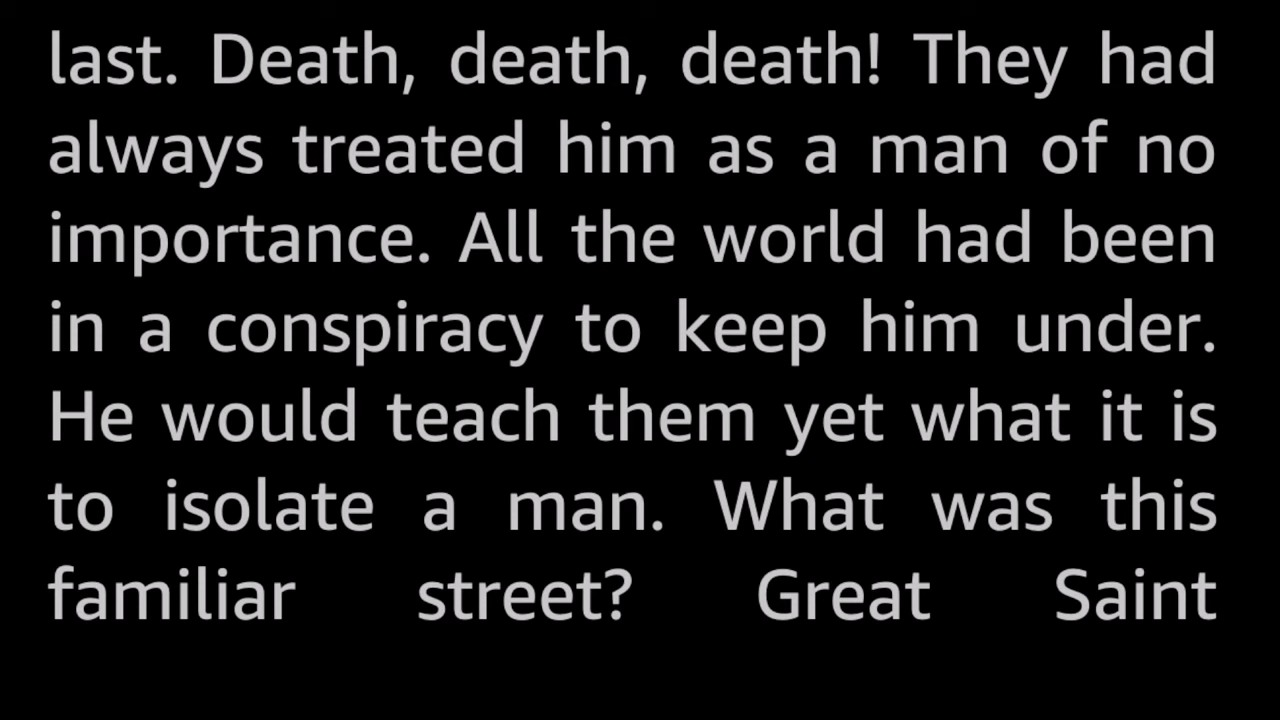 last. Death, death, death! They had
always treated him as a man of no
importance. All the world had been
in a conspiracy to keep him under.
He would teach them yet what it is
to isolate a man. What was this
familiar street? Great Saint